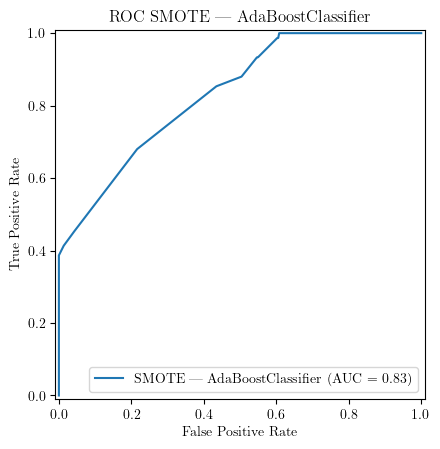 ROC SMOTE — AdaBoostClassifier
1.0
0.8
0.6
0.4
0.2
0.0
True Positive Rate
SMOTE — AdaBoostClassifier (AUC = 0.83)
0.0 0.2 0.4 0.6 0.8 1.0
False Positive Rate